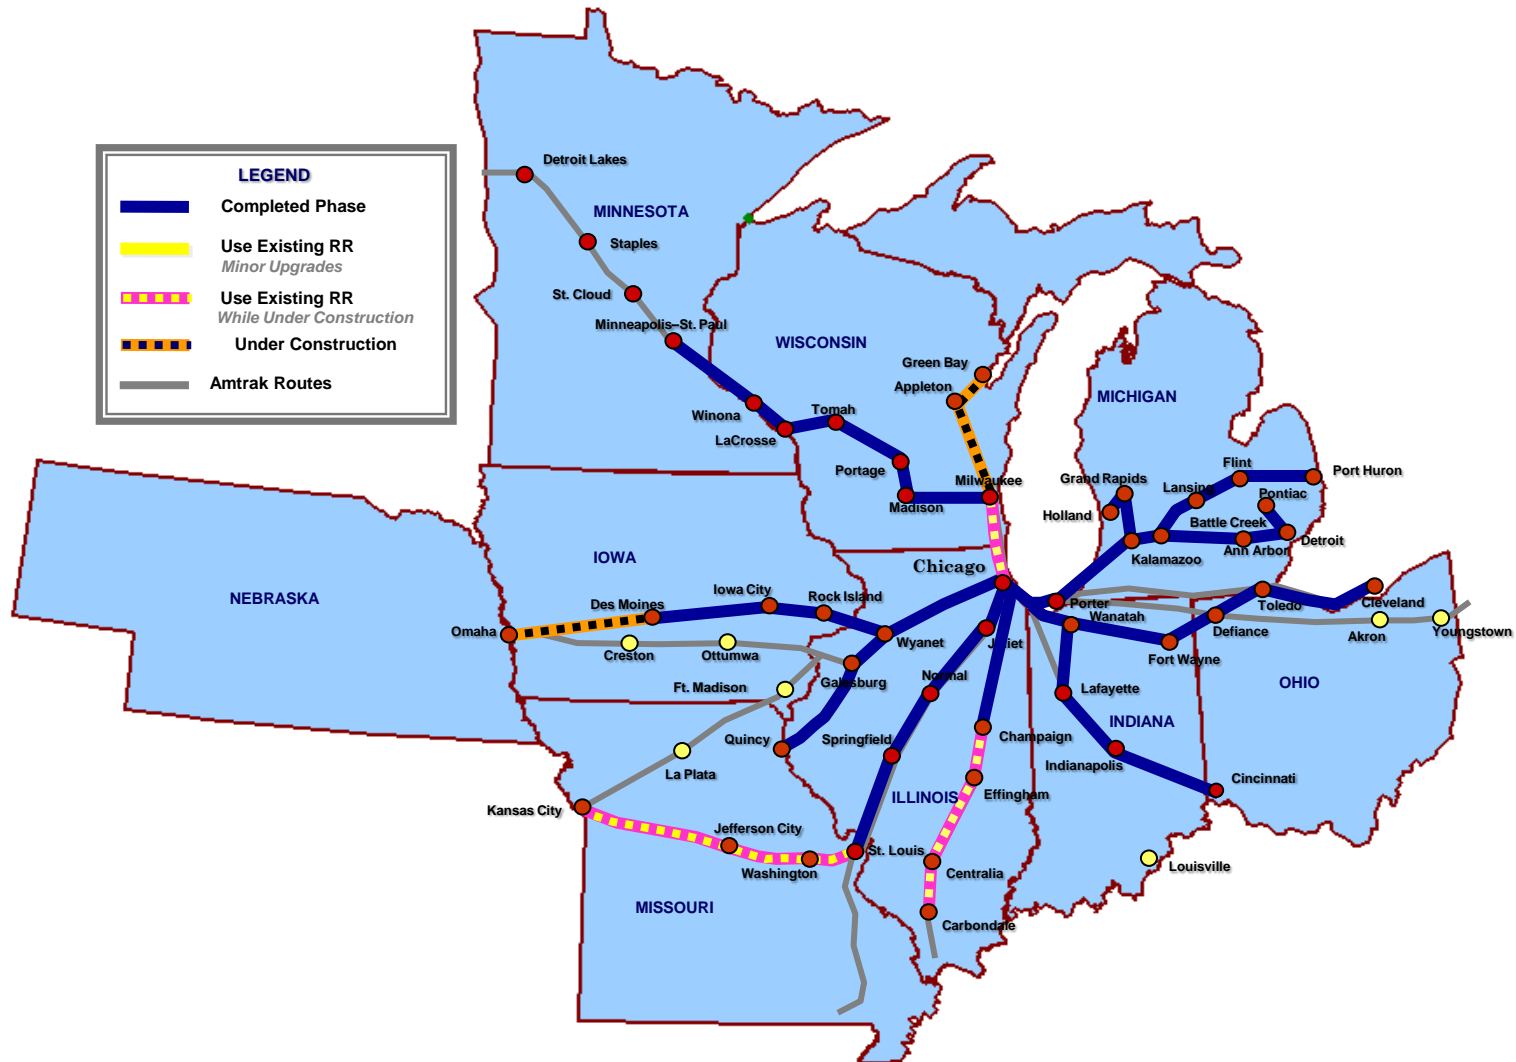 LEGEND
Completed Phase
Use Existing RR
Minor Upgrades
Use Existing RR
While Under Construction
Under Construction
Amtrak Routes
Detroit Lakes
MINNESOTA
Staples
St. Cloud
Minneapolis–St. Paul
WISCONSIN
Green Bay
Appleton
MICHIGAN
Winona
Tomah
LaCrosse
Portage
Milwaukee
Madison
Grand Rapids
Lansing
Flint
Port Huron
Pontiac
Holland
Battle Creek
Detroit
Ann Arbor
Kalamazoo
IOWA
Chicago
NEBRASKA
Des Moines
Iowa City
Rock Island
Porter
Wanatah
Toledo
Cleveland
Omaha
Wyanet
Joliet
Defiance
Akron
Youngstown
Creston
Ottumwa
Fort Wayne
Ft. Madison
Galesburg
Normal
Lafayette
OHIO
INDIANA
Quincy
Springfield
Champaign
La Plata
Indianapolis
Cincinnati
ILLINOIS
Effingham
Kansas City
Jefferson City
St. Louis
Washington
Centralia
Louisville
MISSOURI
Carbondale